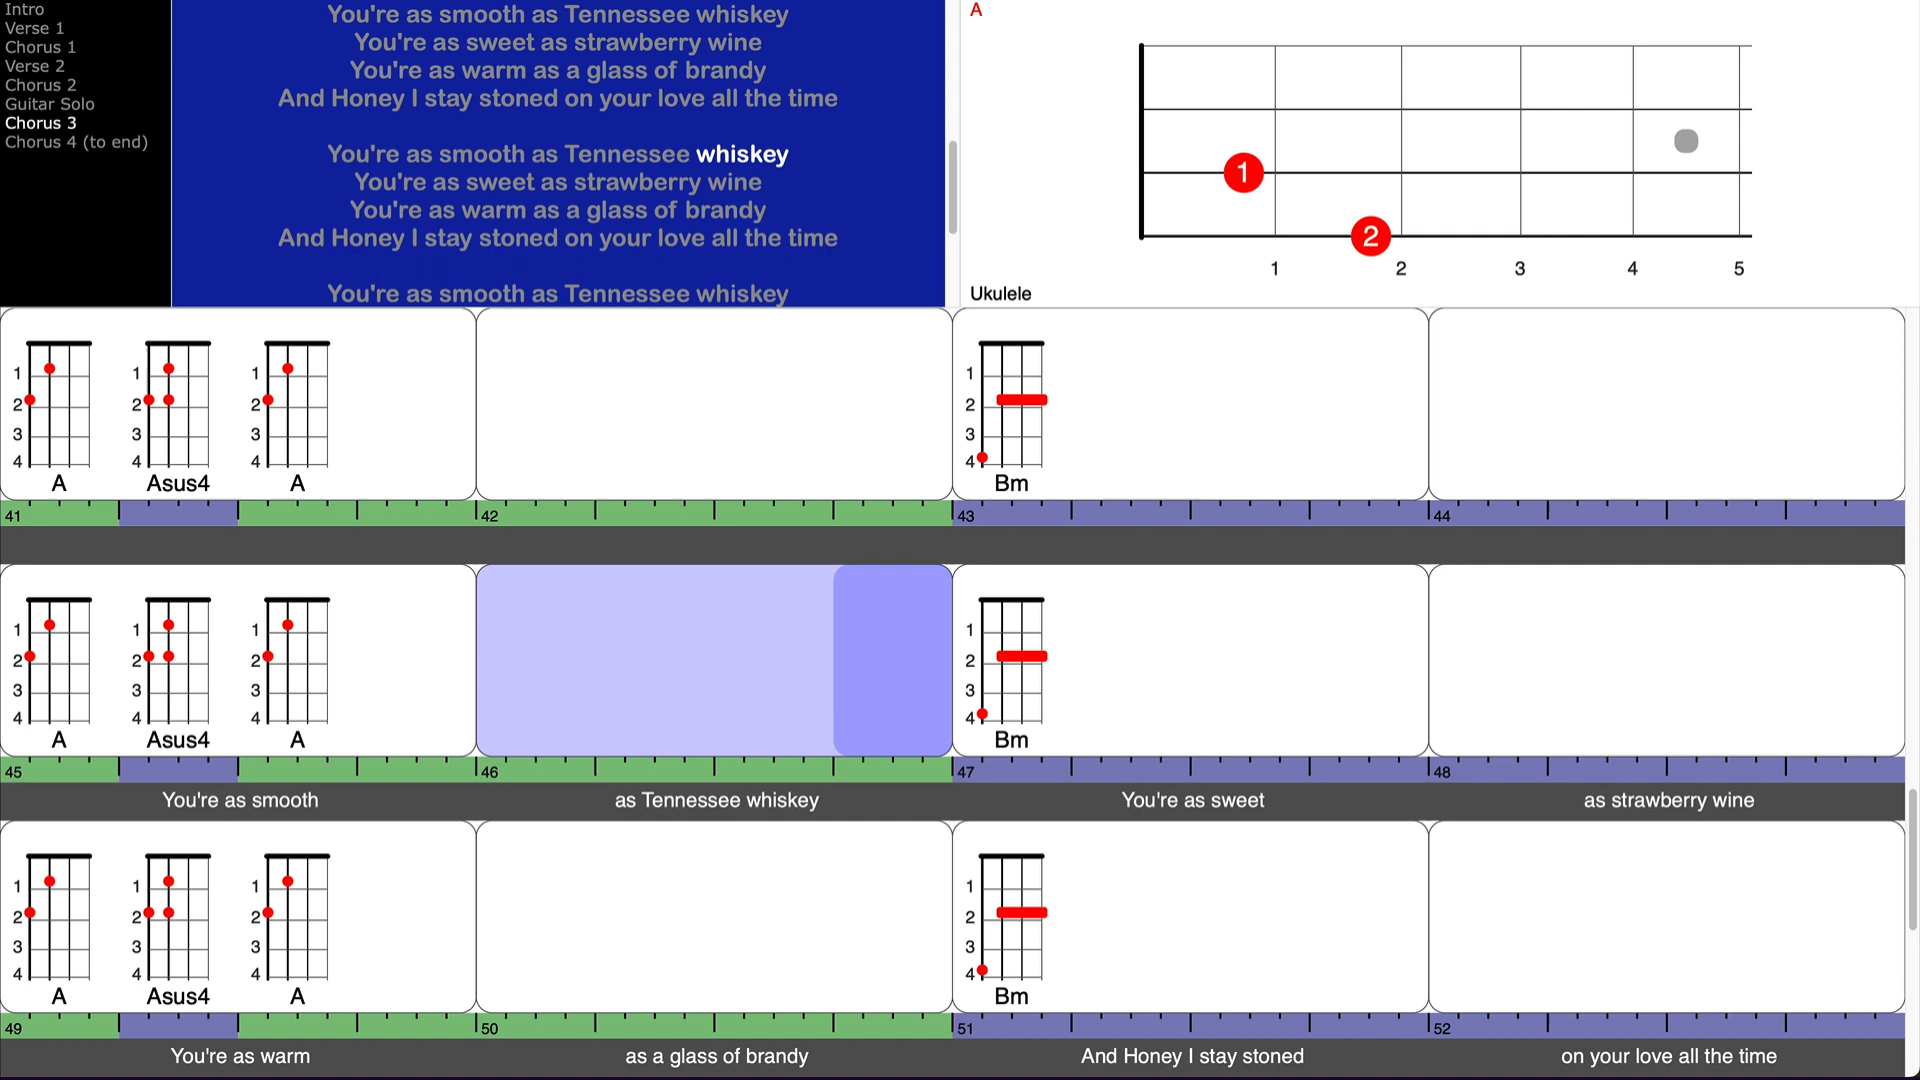 Intro
Verse 1
Chorus 1
Verse 2
Chorus 2
Guitar Solo
Chorus 3
Chorus 4 (to end)
You're as smooth as Tennessee whiskey
You're as sweet as strawberry wine
You're as warm as a glass of brandy
And Honey I stay stoned on your love all the time
You're as smooth as Tennessee whiskey
You're as sweet as strawberry wine
You're as warm as a glass of brandy
And Honey I stay stoned on your love all the time
You're as smooth as Tennessee whiskey
A
1
2
1 2 3 4 5
Ukulele
1 1 1 1
2 2 2 2
3 3 3 3
4 4 4 4
A Asus4 A Bm
41 42 43 44
1 1 1 1
2 2 2 2
3 3 3 3
4 4 4 4
A Asus4 A Bm
45 46 47 48
You're as smooth as Tennessee whiskey You're as sweet as strawberry wine
1 1 1 1
2 2 2 2
3 3 3 3
4 4 4 4
A Asus4 A Bm
49 50 51 52
You're as warm as a glass of brandy And Honey I stay stoned on your love all the time